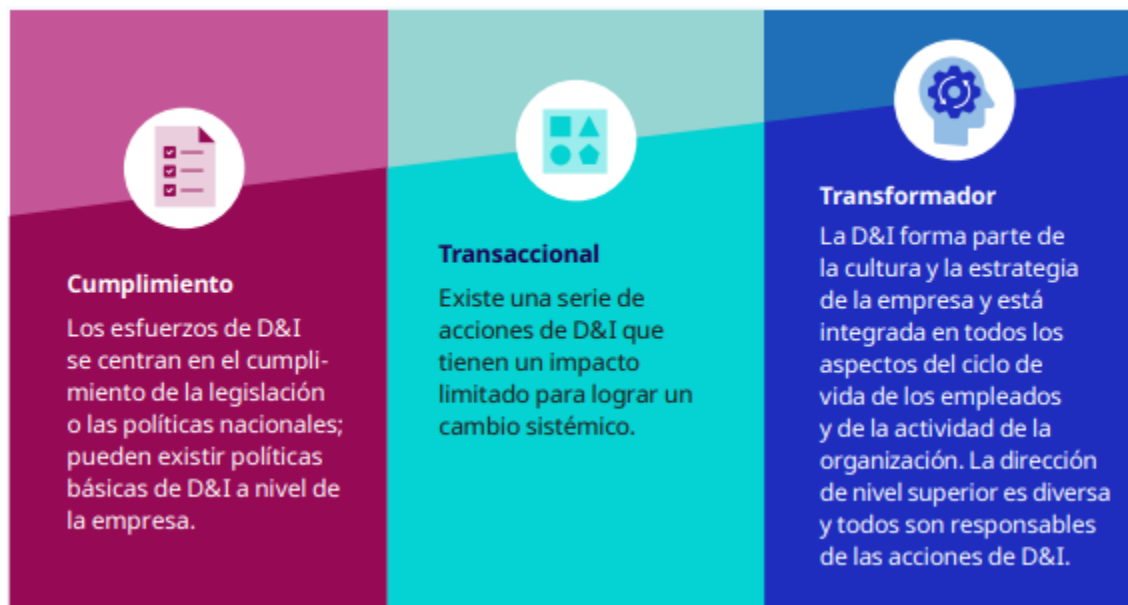 Cumplimiento
Los esfuerzos de D&I
se centran en el cumpli-
miento de la legislación
o las políticas nacionales;
pueden existir políticas
básicas de D&I a nivel de
la empresa.
Transaccional
Existe una serie de
acciones de D&I que
tienen un impacto
limitado para lograr un
cambio sistémico.
Transformador
La D&I forma parte de
la cultura y la estrategia
de la empresa y está
integrada en todos los
aspectos del ciclo de
vida de los empleados
y de la actividad de la
organización. La dirección
de nivel superior es diversa
y todos son responsables
de las acciones de D&I.